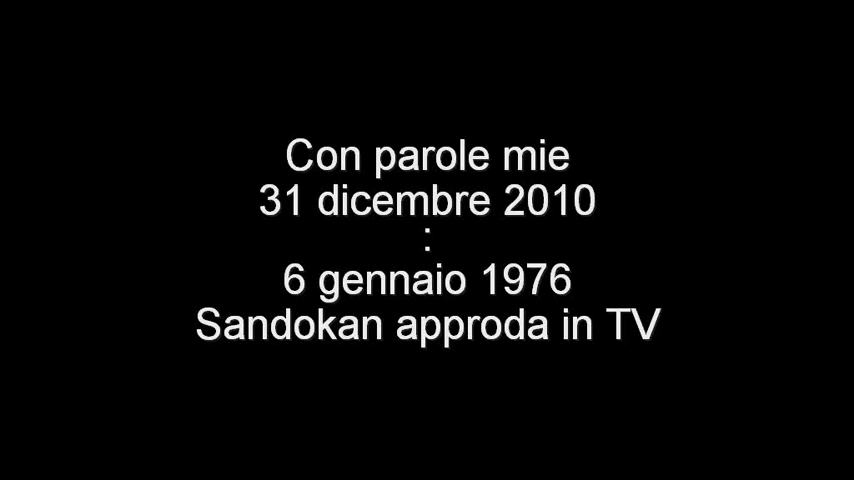 Con parole mie
31 dicembre 2010
:
6 gennaio 1976
Sandokan approda in TV